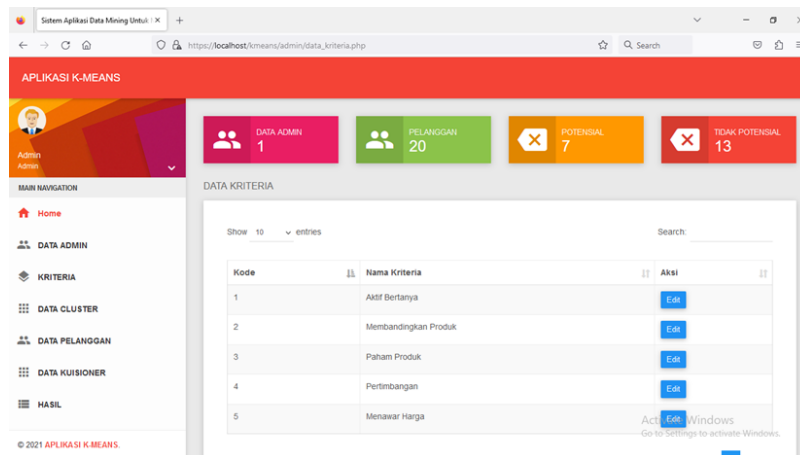 Sistem Aplikasi Data Mining Untuk
https://localhost/kmeans/admin/data_kriteria.php
Search
APLIKASI K-MEANS
Admin
Admin
MAIN NAVIGATION
Home
DATA ADMIN
KRITERIA
DATA CLUSTER
DATA PELANGGAN
DATA KUISIONER
HASIL
© 2021 APLIKASI K-MEANS.
DATA ADMIN
1
PELANGGAN
20
POTENSIAL
7
TIDAK POTENSIAL
13
DATA KRITERIA
Show 10 entries Search:
Kode Nama Kriteria Aksi
1 Aktif Bertanya Edit
2 Membandingkan Produk Edit
3 Paham Produk Edit
4 Pertimbangan Edit
5 Menawar Harga Edit
Activate Windows
Go to Settings to activate Windows.